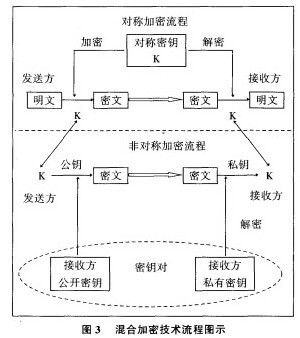 对称加密流程
加密 对称密钥 解密
K
发送方 接收方
明文 密文 密文 明文
K K
非对称加密流程
K 公钥 密文 密文 私钥 K
发送方 接收方
解密
接收方 密钥对 接收方
公开密钥 私有密钥
图 3 混合加密技术流程图示